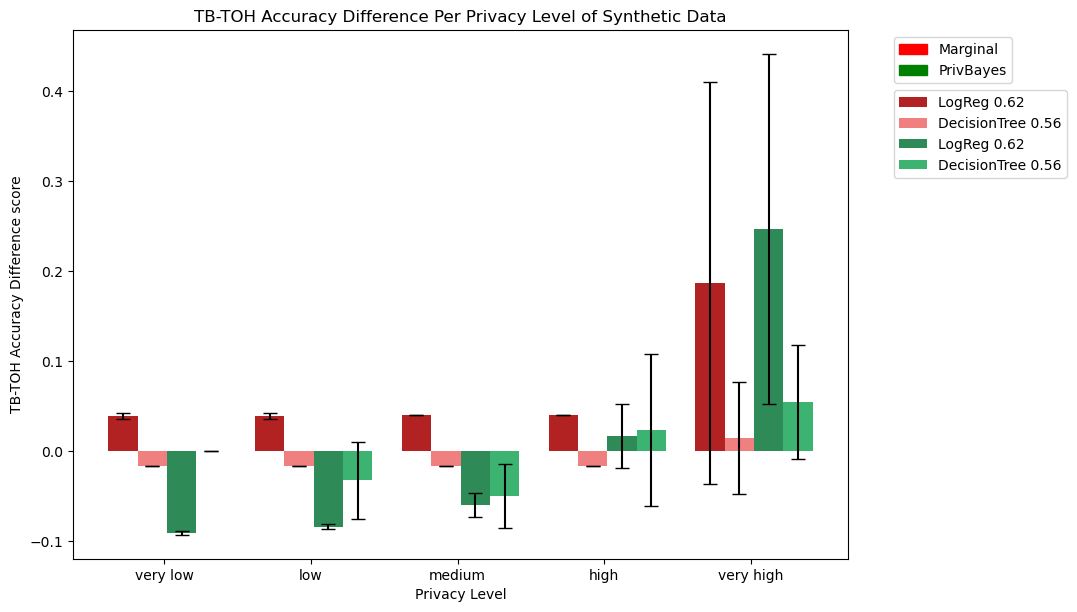 TB-TOH Accuracy Difference Per Privacy Level of Synthetic Data
TB-TOH Accuracy Difference score
0.4
0.3
0.2
0.1
0.0
−0.1
very low
low
medium
high
very high
Privacy Level
Marginal
PrivBayes
LogReg 0.62
DecisionTree 0.56
LogReg 0.62
DecisionTree 0.56